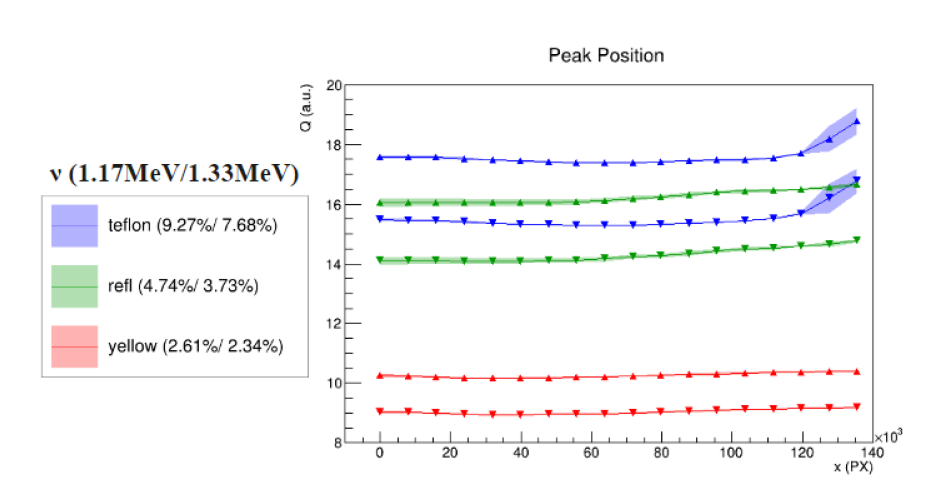 Peak Position
Q (a.u.)
20
18
16
14
12
10
8
0
20
40
60
80
100
120
140
×10³
x (PX)
ν (1.17MeV/1.33MeV)
teflon (9.27%/ 7.68%)
refl (4.74%/ 3.73%)
yellow (2.61%/ 2.34%)